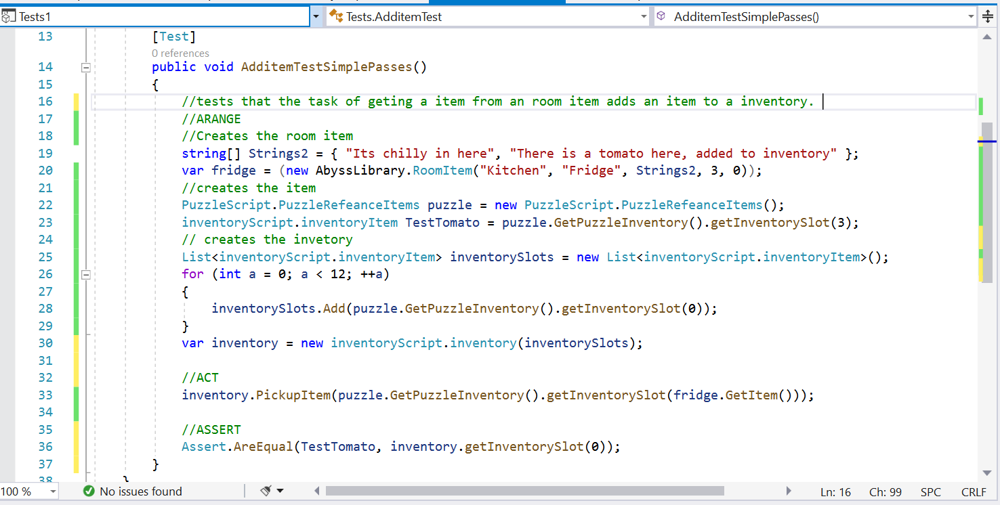 Tests1 Tests.AdditemTest AdditemTestSimplePasses()
13 [Test]
0 references
14 public void AdditemTestSimplePasses()
15 {
16 //tests that the task of geting a item from an room item adds an item to a inventory.
17 //ARANGE
18 //Creates the room item
19 string[] Strings2 = { "Its chilly in here", "There is a tomato here, added to inventory" };
20 var fridge = (new AbyssLibrary.RoomItem("Kitchen", "Fridge", Strings2, 3, 0));
21 //creates the item
22 PuzzleScript.PuzzleRefeanceItems puzzle = new PuzzleScript.PuzzleRefeanceItems();
23 inventoryScript.inventoryItem TestTomato = puzzle.GetPuzzleInventory().getInventorySlot(3);
24 // creates the invetory
25 List<inventoryScript.inventoryItem> inventorySlots = new List<inventoryScript.inventoryItem>();
26 for (int a = 0; a < 12; ++a)
27 {
28 inventorySlots.Add(puzzle.GetPuzzleInventory().getInventorySlot(0));
29 }
30 var inventory = new inventoryScript.inventory(inventorySlots);
31
32 //ACT
33 inventory.PickupItem(puzzle.GetPuzzleInventory().getInventorySlot(fridge.GetItem()));
34
35 //ASSERT
36 Assert.AreEqual(TestTomato, inventory.getInventorySlot(0));
37 }
38 }
100 % No issues found Ln: 16 Ch: 99 SPC CRLF